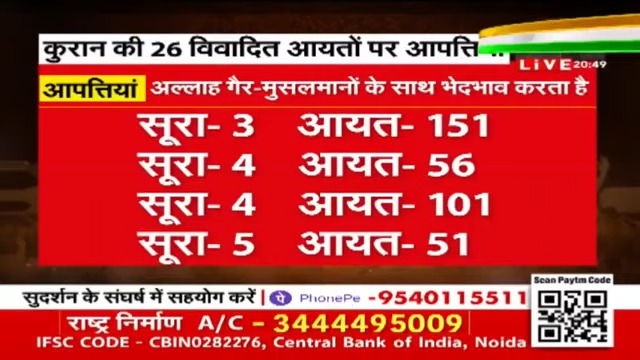 कुरान की 26 विवादित आयतों पर आपत्ति
LIVE 20:49
आपत्तियां अल्लाह गैर-मुसलमानों के साथ भेदभाव करता है
सूरा- 3 आयत- 151
सूरा- 4 आयत- 56
सूरा- 4 आयत- 101
सूरा- 5 आयत- 51
Scan Paytm Code
सुदर्शन के संघर्ष में सहयोग करें | PhonePe -9540115511
राष्ट्र निर्माण A/C - 3444495009
IFSC CODE - CBIN0282276, Central Bank of India, Noida